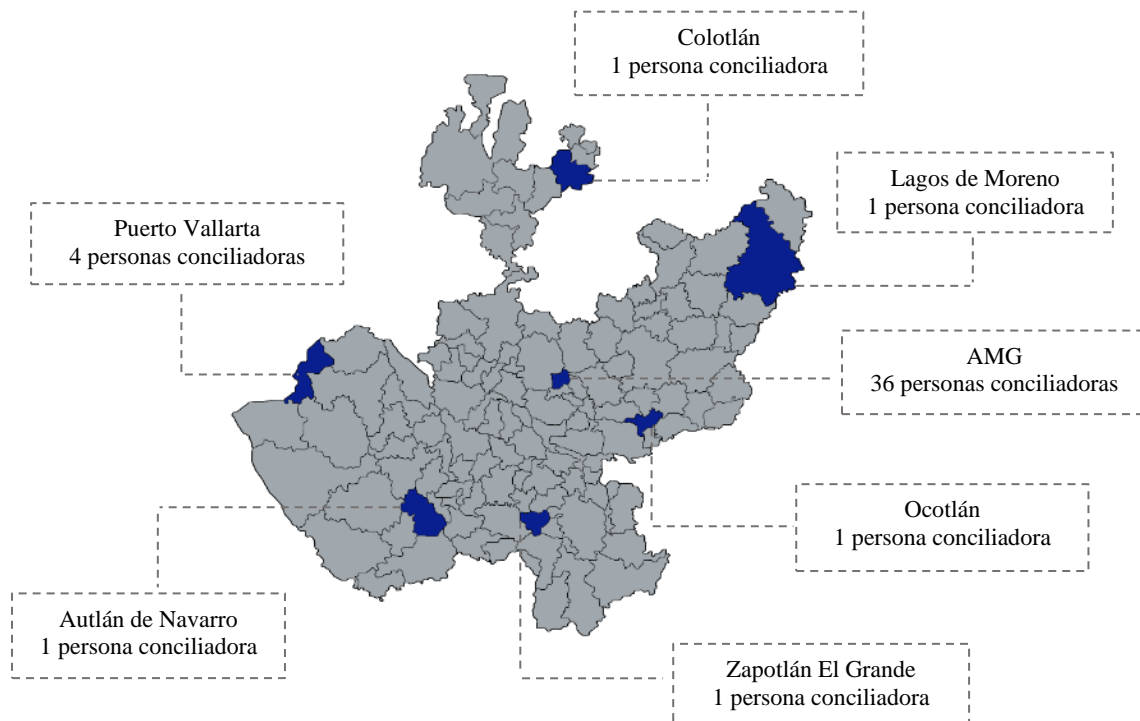 Colotlán
1 persona conciliadora
Lagos de Moreno
1 persona conciliadora
Puerto Vallarta
4 personas conciliadoras
AMG
36 personas conciliadoras
Ocotlán
1 persona conciliadora
Autlán de Navarro
1 persona conciliadora
Zapotlán El Grande
1 persona conciliadora